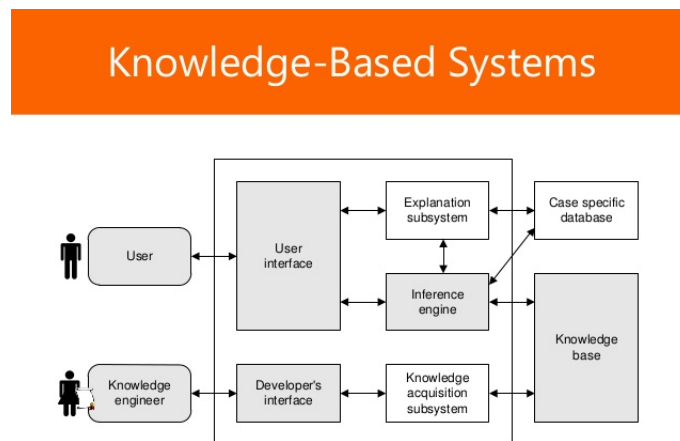 Knowledge-Based Systems
User
User
interface
Explanation
subsystem
Case specific
database
Inference
engine
Knowledge
base
Knowledge
engineer
Developer's
interface
Knowledge
acquisition
subsystem